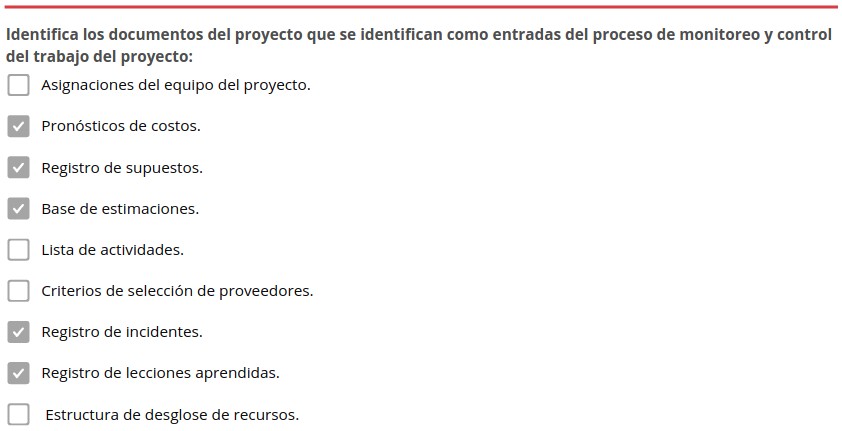 Identifica los documentos del proyecto que se identifican como entradas del proceso de monitoreo y control
del trabajo del proyecto:
Asignaciones del equipo del proyecto.
Pronósticos de costos.
Registro de supuestos.
Base de estimaciones.
Lista de actividades.
Criterios de selección de proveedores.
Registro de incidentes.
Registro de lecciones aprendidas.
Estructura de desglose de recursos.